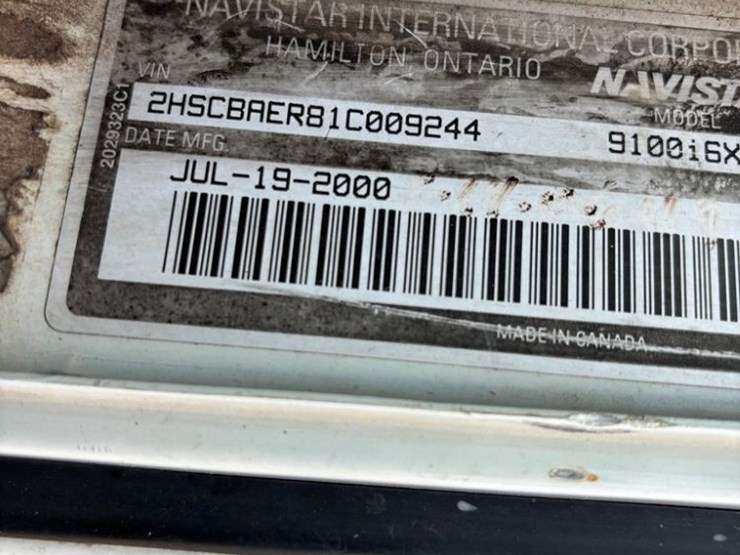 NAVISTAR INTERNATIONAL CORPO
HAMILTON, ONTARIO
NAVIST
VIN
MODEL
2HSCBAER81C009244
9100i6X
2029323C1
DATE MFG
JUL-19-2000
MADE IN CANADA